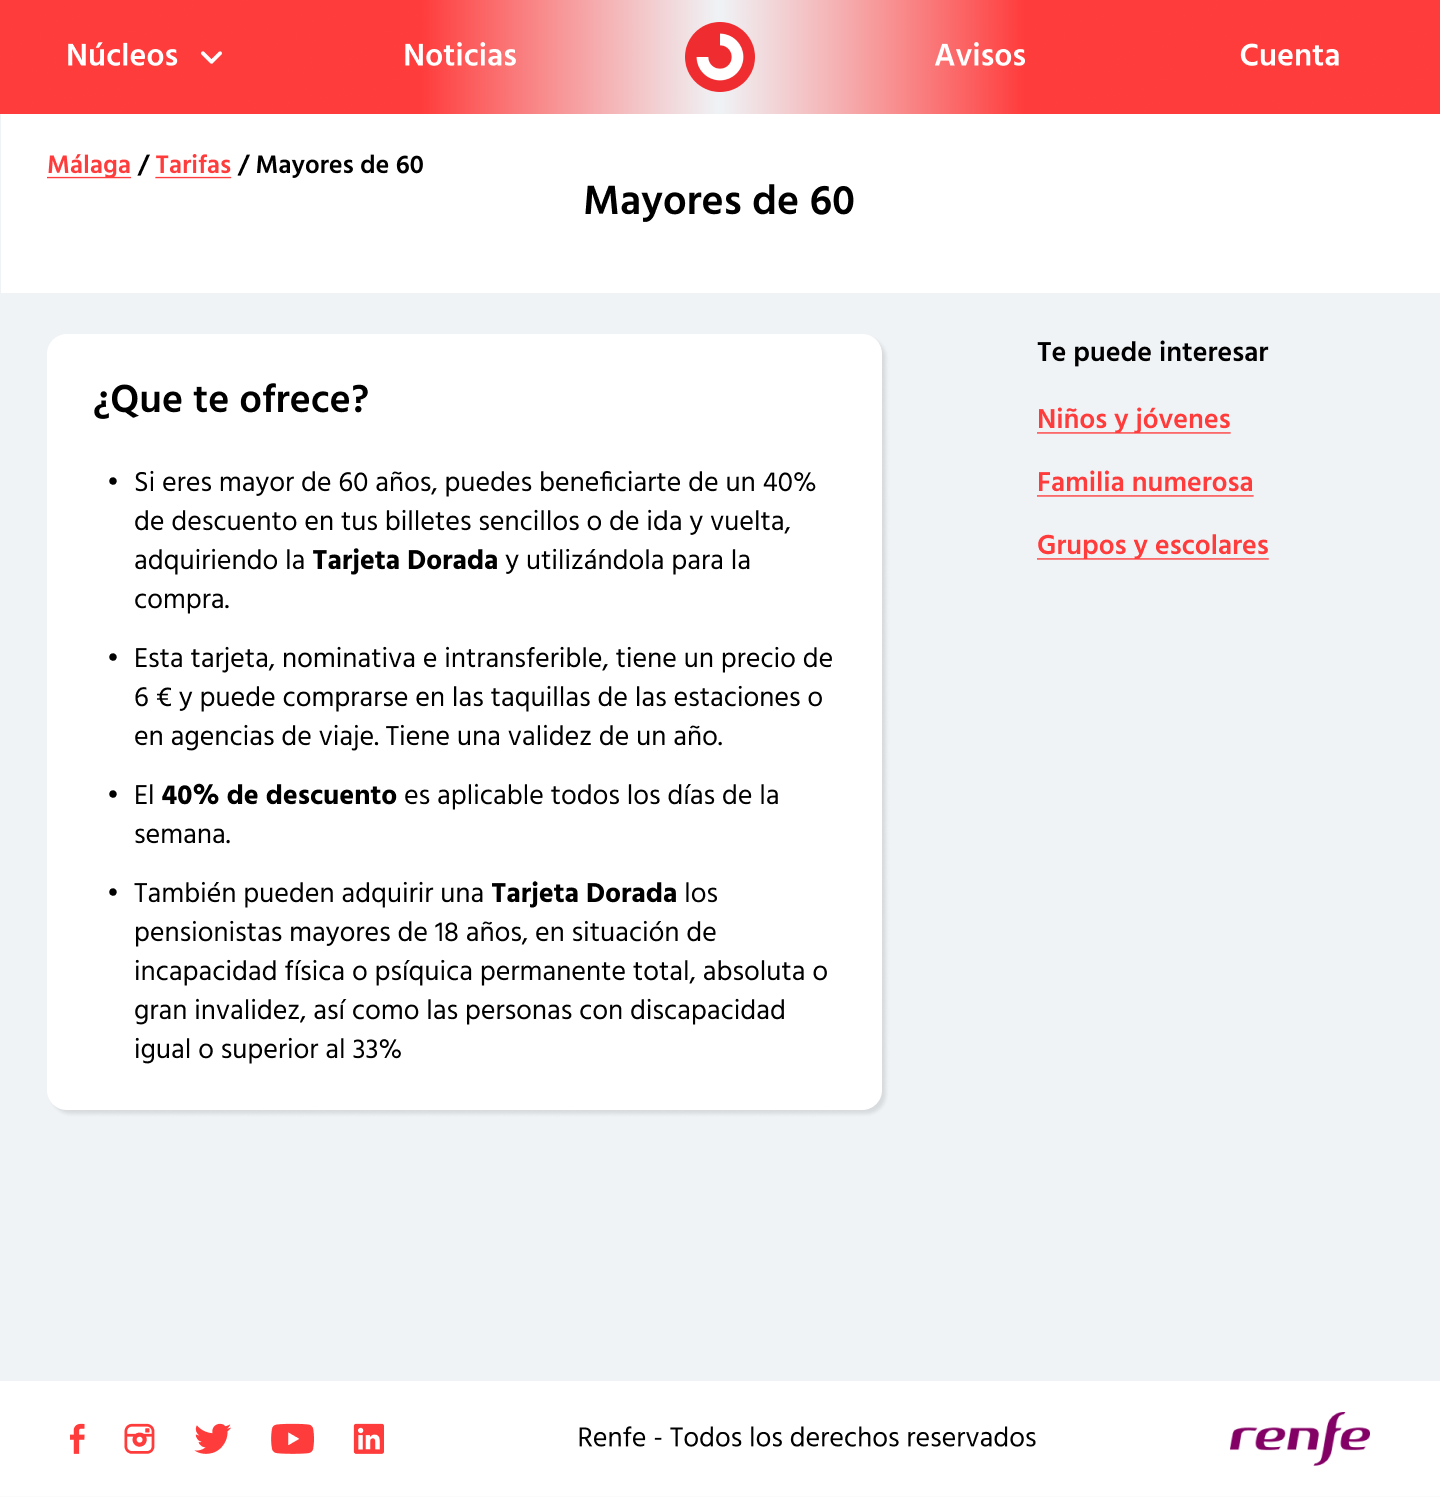 Núcleos
Noticias
Avisos
Cuenta
Málaga / Tarifas / Mayores de 60
Mayores de 60
¿Que te ofrece?
• Si eres mayor de 60 años, puedes beneficiarte de un 40%
de descuento en tus billetes sencillos o de ida y vuelta,
adquiriendo la Tarjeta Dorada y utilizándola para la
compra.
• Esta tarjeta, nominativa e intransferible, tiene un precio de
6 € y puede comprarse en las taquillas de las estaciones o
en agencias de viaje. Tiene una validez de un año.
• El 40% de descuento es aplicable todos los días de la
semana.
• También pueden adquirir una Tarjeta Dorada los
pensionistas mayores de 18 años, en situación de
incapacidad física o psíquica permanente total, absoluta o
gran invalidez, así como las personas con discapacidad
igual o superior al 33%
Te puede interesar
Niños y jóvenes
Familia numerosa
Grupos y escolares
Renfe - Todos los derechos reservados
renfe